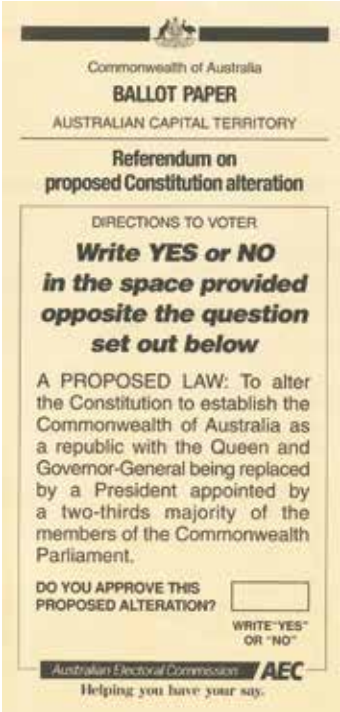 Commonwealth of Australia
BALLOT PAPER
AUSTRALIAN CAPITAL TERRITORY
Referendum on
proposed Constitution alteration
DIRECTIONS TO VOTER
Write YES or NO
in the space provided
opposite the question
set out below
A PROPOSED LAW: To alter
the Constitution to establish the
Commonwealth of Australia as
a republic with the Queen and
Governor-General being replaced
by a President appointed by
a two-thirds majority of the
members of the Commonwealth
Parliament.
DO YOU APPROVE THIS
PROPOSED ALTERATION?
WRITE "YES"
OR "NO"
Australian Electoral Commission AEC
Helping you have your say.